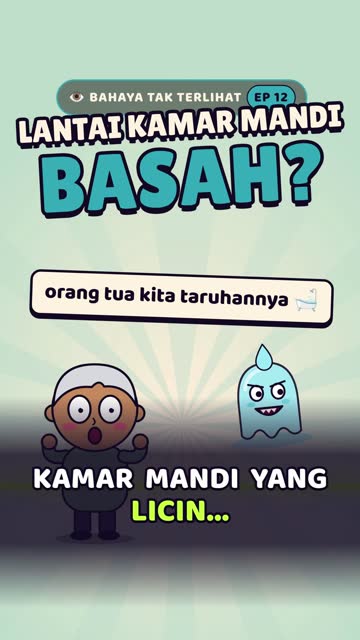 👁️ BAHAYA TAK TERLIHAT EP 12
LANTAI KAMAR MANDI
BASAH?
orang tua kita taruhannya 🛁
KAMAR MANDI YANG
LICIN...